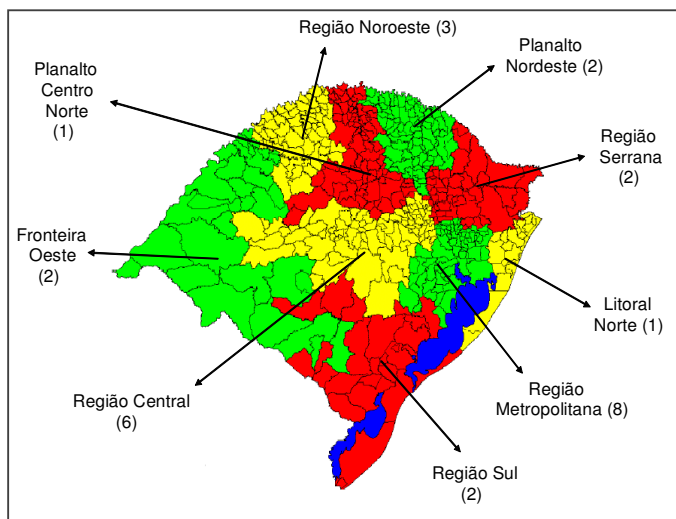 Região Noroeste (3)
Planalto
Nordeste (2)
Planalto
Centro
Norte
(1)
Região
Serrana
(2)
Fronteira
Oeste
(2)
Litoral
Norte (1)
Região Central
(6)
Região
Metropolitana (8)
Região Sul
(2)